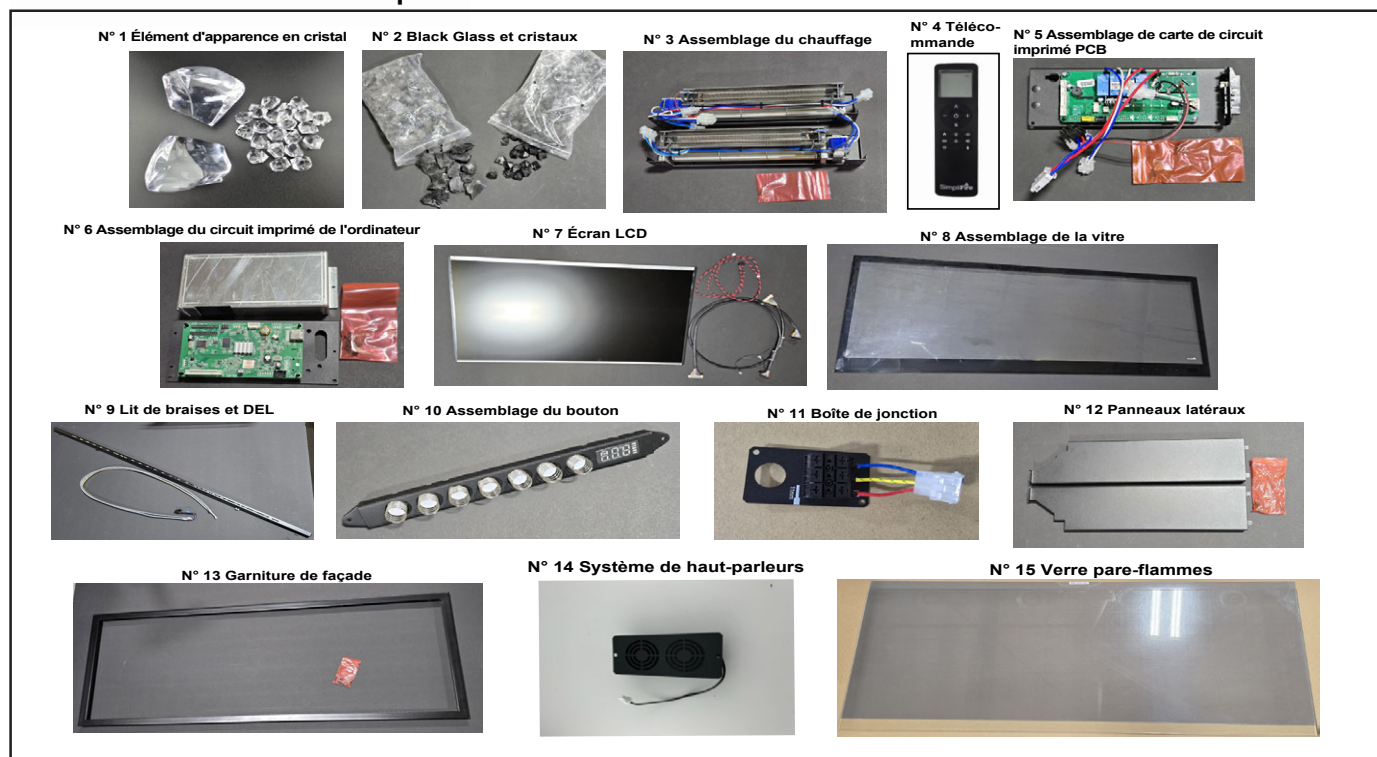 N° 1 Élément d'apparence en cristal
N° 2 Black Glass et cristaux
N° 3 Assemblage du chauffage
N° 4 Téléco-
mmande
N° 5 Assemblage de carte de circuit
imprimé PCB
SimpliFire
N° 6 Assemblage du circuit imprimé de l'ordinateur
N° 7 Écran LCD
N° 8 Assemblage de la vitre
N° 9 Lit de braises et DEL
N° 10 Assemblage du bouton
N° 11 Boîte de jonction
N° 12 Panneaux latéraux
N° 13 Garniture de façade
N° 14 Système de haut-parleurs
N° 15 Verre pare-flammes